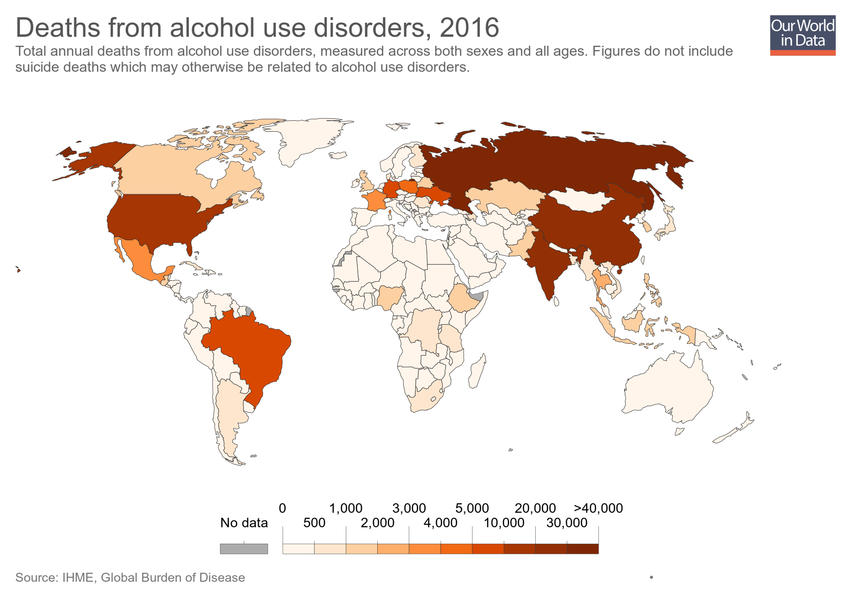 Deaths from alcohol use disorders, 2016
Our World
in Data
Total annual deaths from alcohol use disorders, measured across both sexes and all ages. Figures do not include
suicide deaths which may otherwise be related to alcohol use disorders.
0 1,000 3,000 5,000 20,000 >40,000
No data 500 2,000 4,000 10,000 30,000
Source: IHME, Global Burden of Disease